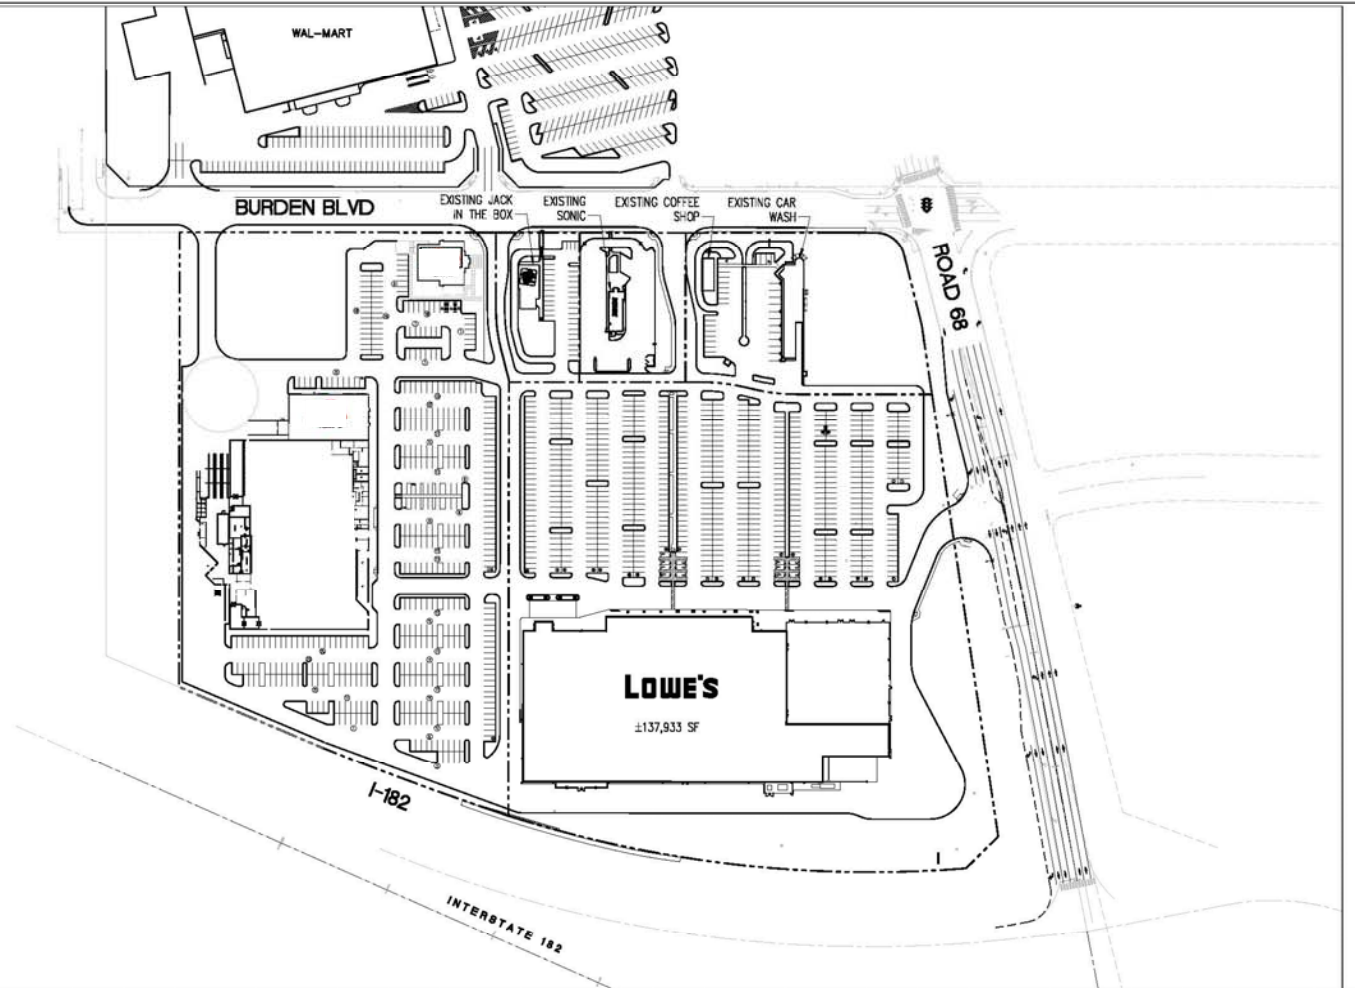 WAL-MART
BURDEN BLVD
EXISTING JACK
IN THE BOX
EXISTING
SONIC
EXISTING COFFEE
SHOP
EXISTING CAR
WASH
ROAD 68
LOWE'S
±137,933 SF
I-182
INTERSTATE 182